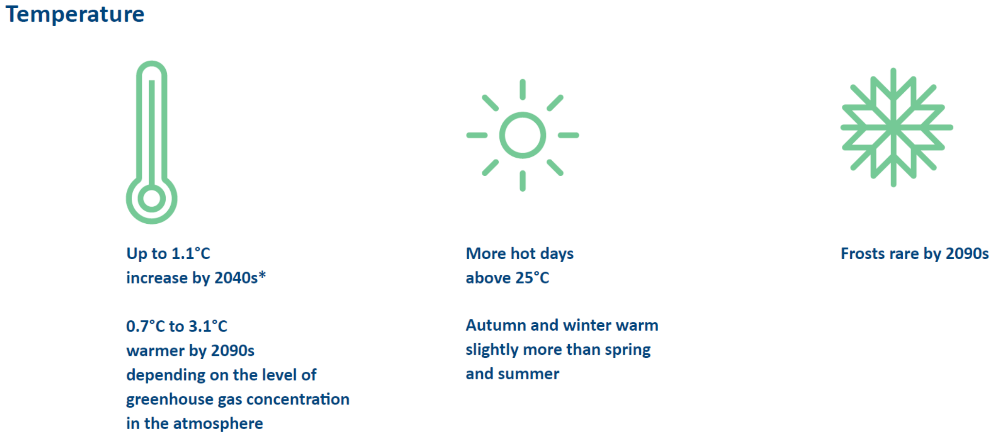 Temperature
Up to 1.1°C
increase by 2040s*
0.7°C to 3.1°C
warmer by 2090s
depending on the level of
greenhouse gas concentration
in the atmosphere
More hot days
above 25°C
Autumn and winter warm
slightly more than spring
and summer
Frosts rare by 2090s